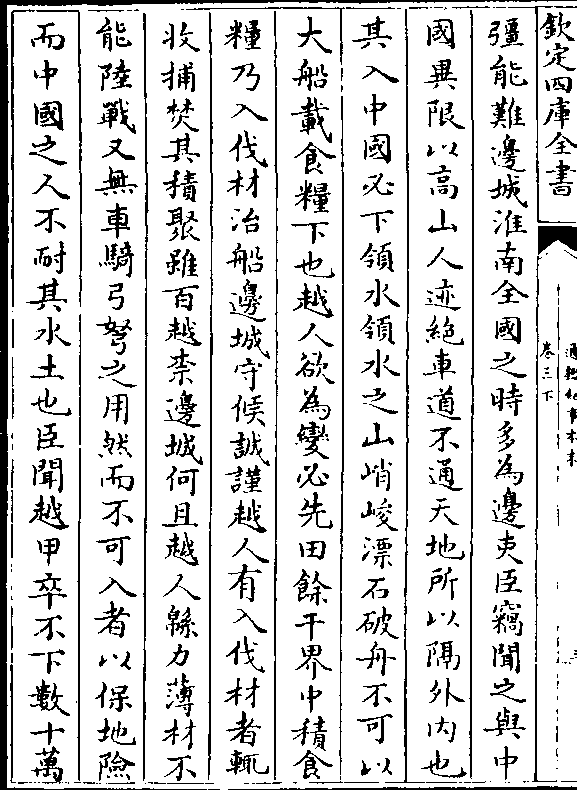 欽定四庫全書
通鑑紀事本末
卷三下
彊能難邊城淮南全國之時多為邊吏臣竊聞之與中
國異限以高山人迹絶車道不通天地所以隔外内也
其入中國必下領水領水之山峭峻漂石破舟不可以
大船載食糧下也越人欲為變必先田餘干界中積食
糧乃入伐材治船邊城守候誠謹越人有入伐材者輒
收捕焚其積聚雖百越柰邊城何且越人緜力薄材不
能陸戰又無車騎弓弩之用然而不可入者以保地險
而中國之人不耐其水土也臣聞越甲卒不下數十萬